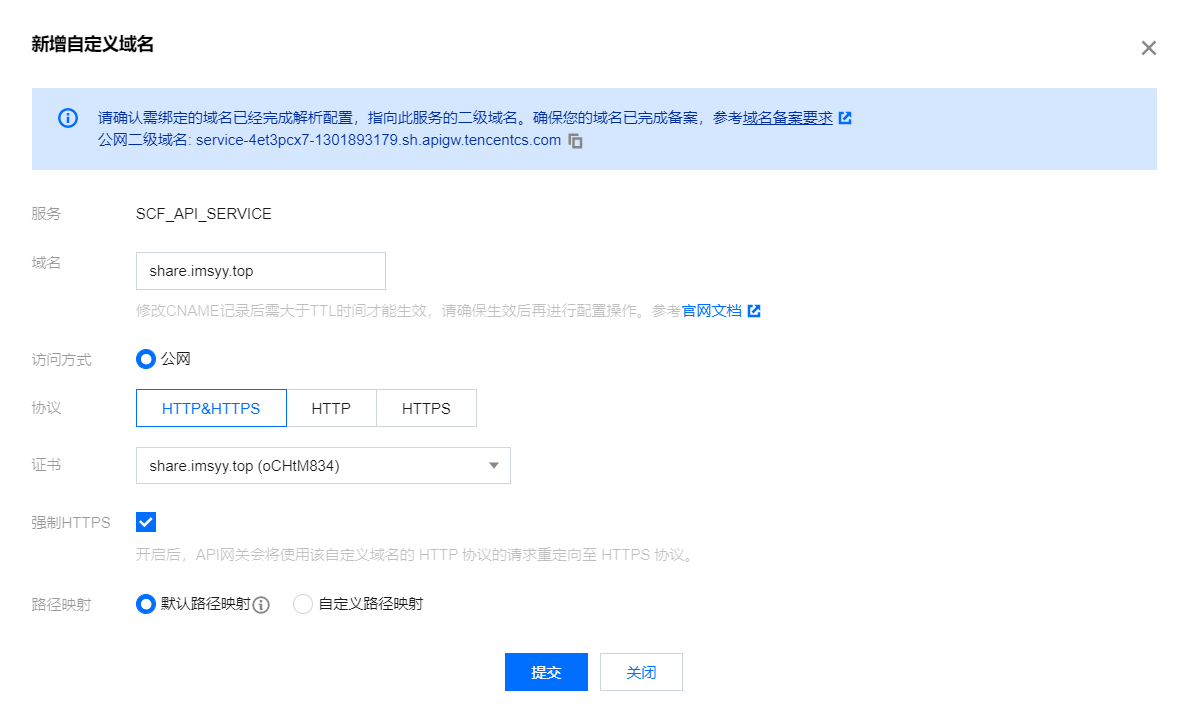 新增自定义域名
请确认需绑定的域名已经完成解析配置，指向此服务的二级域名。确保您的域名已完成备案，参考域名备案要求
公网二级域名: service-4et3pcx7-1301893179.sh.apigw.tencentcs.com
服务 SCF_API_SERVICE
域名 share.imsyy.top
修改CNAME记录后需大于TTL时间才能生效，请确保生效后再进行配置操作。参考官网文档
访问方式 公网
协议 HTTP&HTTPS HTTP HTTPS
证书 share.imsyy.top (oCHtM834)
强制HTTPS
开启后，API网关会将使用该自定义域名的 HTTP 协议的请求重定向至 HTTPS 协议。
路径映射 默认路径映射 自定义路径映射
提交 关闭